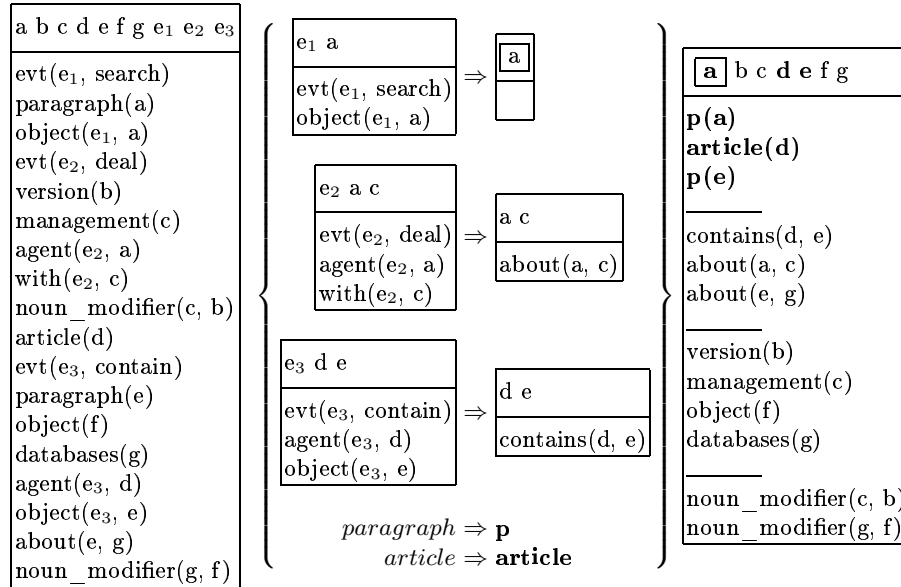 a b c d e f g e₁ e₂ e₃
evt(e₁, search)
paragraph(a)
object(e₁, a)
evt(e₂, deal)
version(b)
management(c)
agent(e₂, a)
with(e₂, c)
noun_modifier(c, b)
article(d)
evt(e₃, contain)
paragraph(e)
object(f)
databases(g)
agent(e₃, d)
object(e₃, e)
about(e, g)
noun_modifier(g, f)
e₁ a
evt(e₁, search)
object(e₁, a)
⇒
a
e₂ a c
evt(e₂, deal)
agent(e₂, a)
with(e₂, c)
⇒
a c
about(a, c)
e₃ d e
evt(e₃, contain)
agent(e₃, d)
object(e₃, e)
⇒
d e
contains(d, e)
paragraph ⇒ p
article ⇒ article
a b c d e f g
p(a)
article(d)
p(e)
contains(d, e)
about(a, c)
about(e, g)
version(b)
management(c)
object(f)
databases(g)
noun_modifier(c, b)
noun_modifier(g, f)